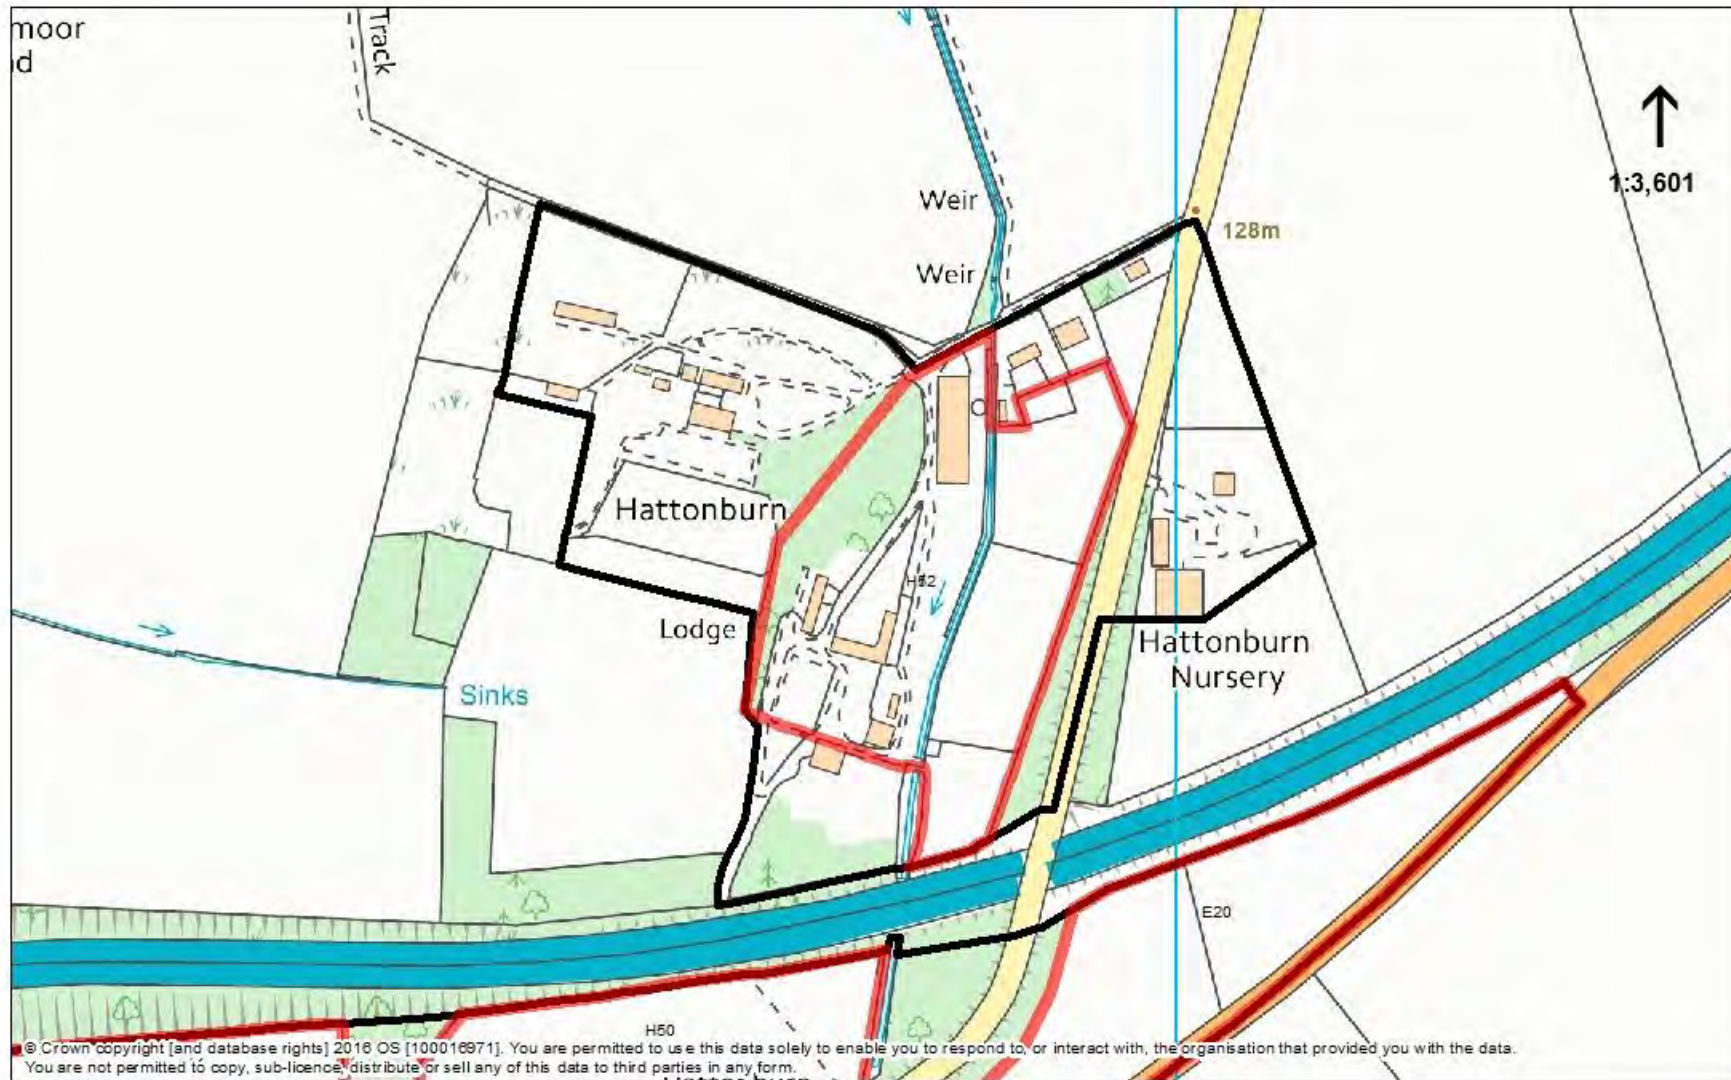 moor
d
Track
Weir
Weir
128m
1:3,601
Hattonburn
H52
Lodge
Hattonburn
Nursery
Sinks
E20
H50
© Crown copyright [and database rights] 2016 OS [100016971]. You are permitted to use this data solely to enable you to respond to, or interact with, the organisation that provided you with the data.
You are not permitted to copy, sub-licence, distribute or sell any of this data to third parties in any form.